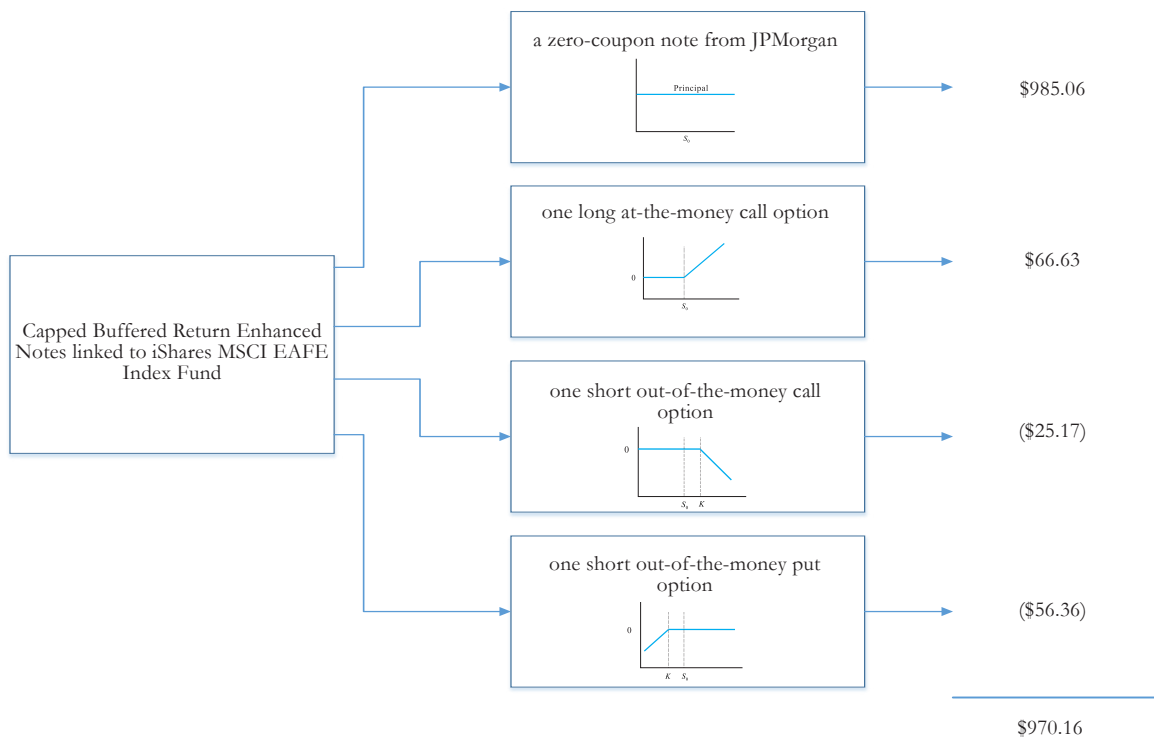 a zero-coupon note from JPMorgan
Principal
S0
$985.06
one long at-the-money call option
0
S0
$66.63
Capped Buffered Return Enhanced
Notes linked to iShares MSCI EAFE
Index Fund
one short out-of-the-money call
option
0
S0 K
($25.17)
one short out-of-the-money put
option
0
K S0
($56.36)
$970.16